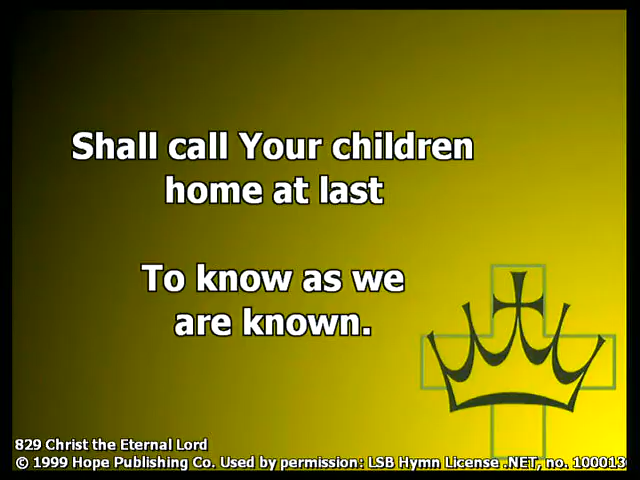 Shall call Your children
home at last
To know as we
are known.
829 Christ the Eternal Lord
© 1999 Hope Publishing Co. Used by permission: LSB Hymn License .NET, no. 100013